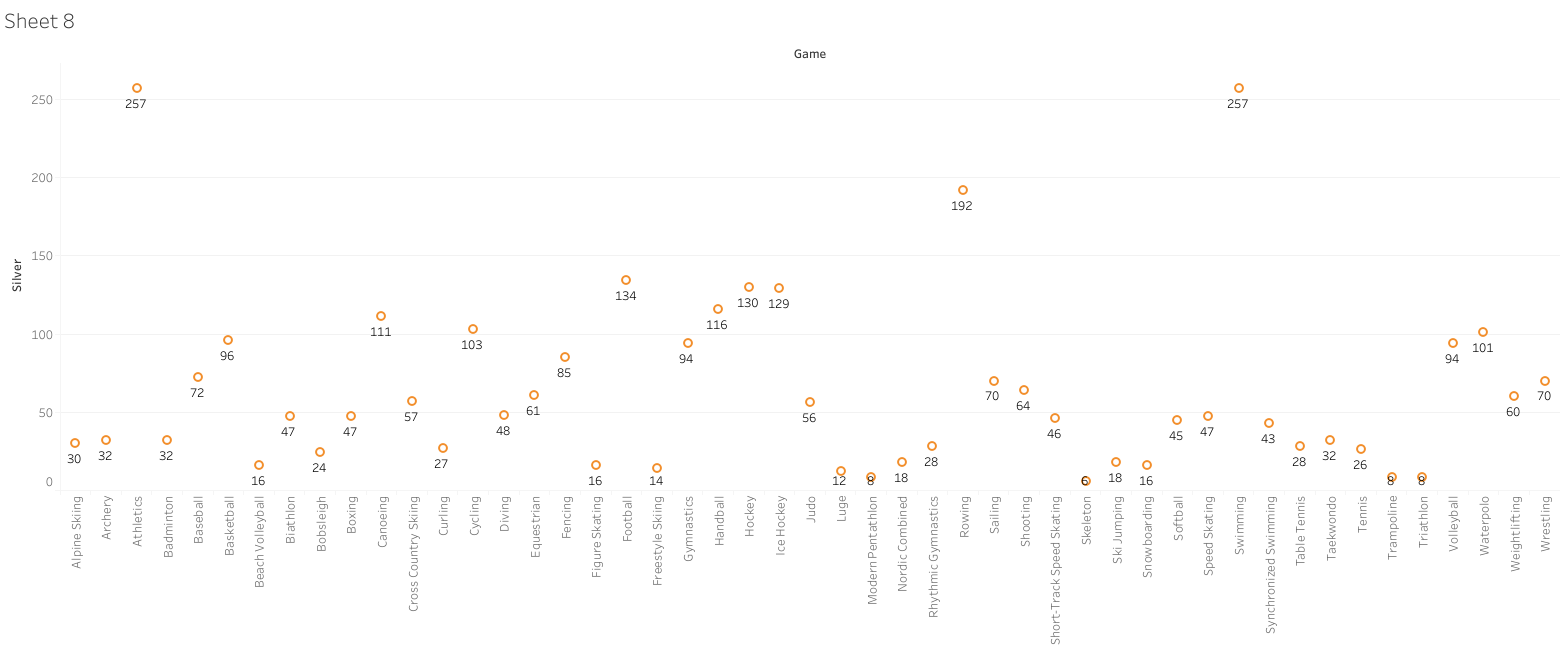 Sheet 8
Game
Silver
250
200
150
100
50
0
257
257
192
134
130
129
116
111
103
101
96
94
94
85
72
70
70
64
61
60
57
56
48
47
47
47
46
45
43
32
32
32
30
28
28
27
26
24
18
18
16
16
16
14
12
8
8
8
6
Alpine Skiing
Archery
Athletics
Badminton
Baseball
Basketball
Beach Volleyball
Biathlon
Bobsleigh
Boxing
Canoeing
Cross Country Skiing
Curling
Cycling
Diving
Equestrian
Fencing
Figure Skating
Football
Freestyle Skiing
Gymnastics
Handball
Hockey
Ice Hockey
Judo
Luge
Modern Pentathlon
Nordic Combined
Rhythmic Gymnastics
Rowing
Sailing
Shooting
Short-Track Speed Skating
Skeleton
Ski Jumping
Snowboarding
Softball
Speed Skating
Swimming
Synchronized Swimming
Table Tennis
Taekwondo
Tennis
Trampoline
Triathlon
Volleyball
Waterpolo
Weightlifting
Wrestling